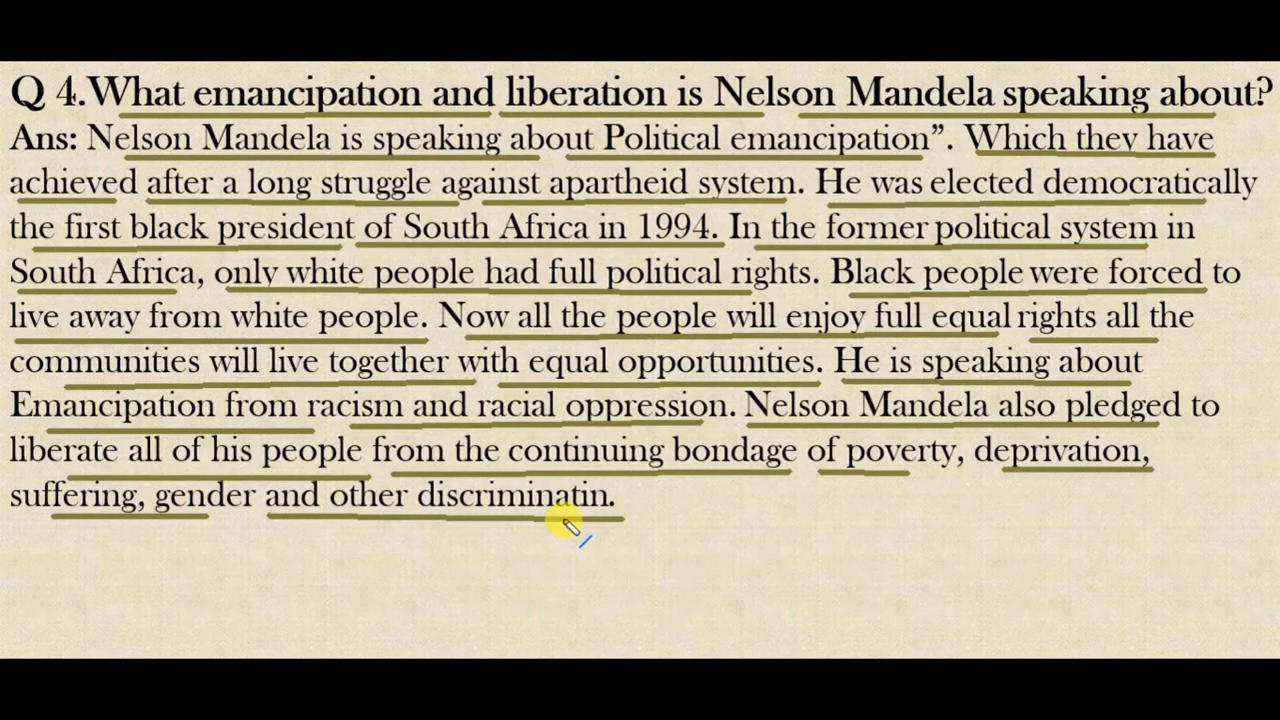 Q 4.What emancipation and liberation is Nelson Mandela speaking about?
Ans: Nelson Mandela is speaking about Political emancipation”. Which they have
achieved after a long struggle against apartheid system. He was elected democratically
the first black president of South Africa in 1994. In the former political system in
South Africa, only white people had full political rights. Black people were forced to
live away from white people. Now all the people will enjoy full equal rights all the
communities will live together with equal opportunities. He is speaking about
Emancipation from racism and racial oppression. Nelson Mandela also pledged to
liberate all of his people from the continuing bondage of poverty, deprivation,
suffering, gender and other discriminatin.